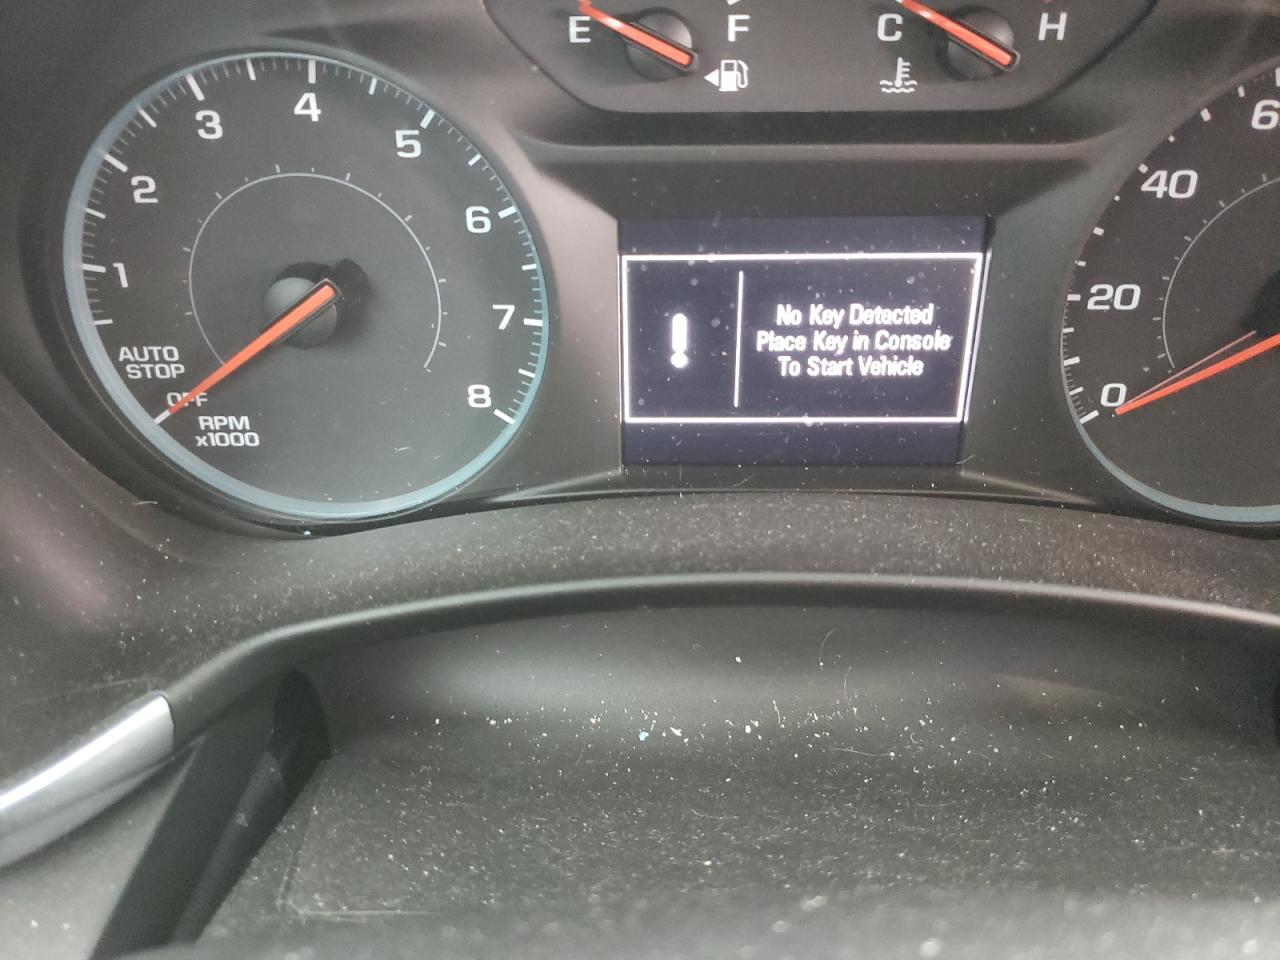 E F C H
4
3 5 6
2 40
6
1 No Key Detected 20
7 Place Key in Console
AUTO To Start Vehicle
STOP
OFF 8 0
RPM
x1000